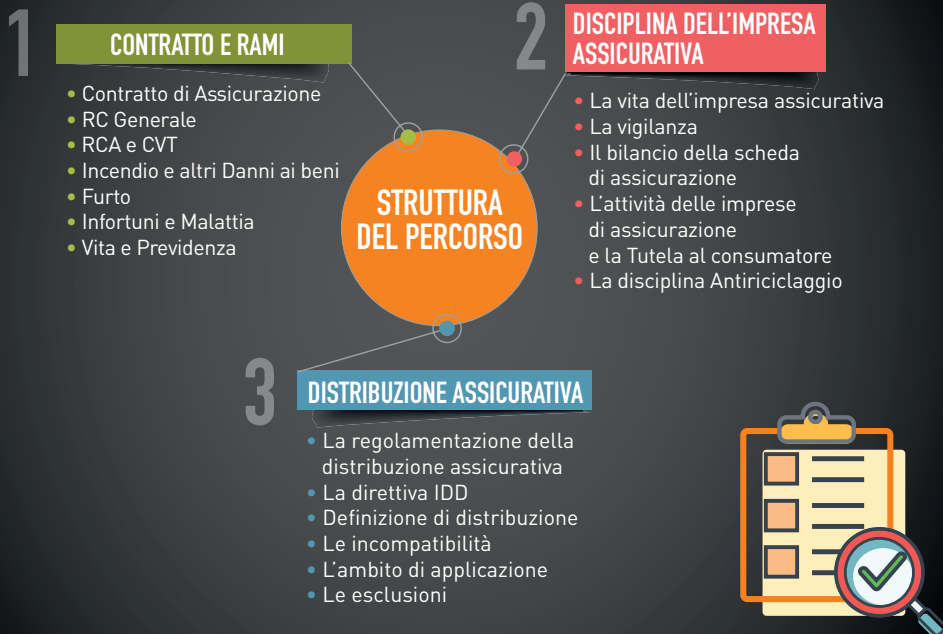 1
CONTRATTO E RAMI
• Contratto di Assicurazione
• RC Generale
• RCA e CVT
• Incendio e altri Danni ai beni
• Furto
• Infortuni e Malattia
• Vita e Previdenza
2
DISCIPLINA DELL'IMPRESA
ASSICURATIVA
• La vita dell'impresa assicurativa
• La vigilanza
• Il bilancio della scheda
di assicurazione
• L'attività delle imprese
di assicurazione
e la Tutela al consumatore
• La disciplina Antiriciclaggio
STRUTTURA
DEL PERCORSO
3
DISTRIBUZIONE ASSICURATIVA
• La regolamentazione della
distribuzione assicurativa
• La direttiva IDD
• Definizione di distribuzione
• Le incompatibilità
• L'ambito di applicazione
• Le esclusioni